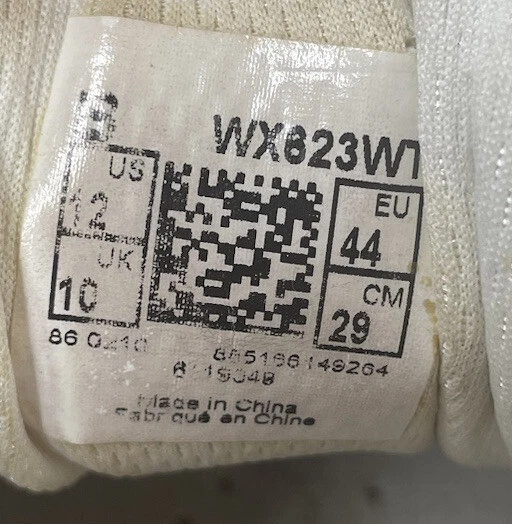 B
WX623WT
US
12
UK
10
EU
44
CM
29
Made in China
Fabriqué en Chine